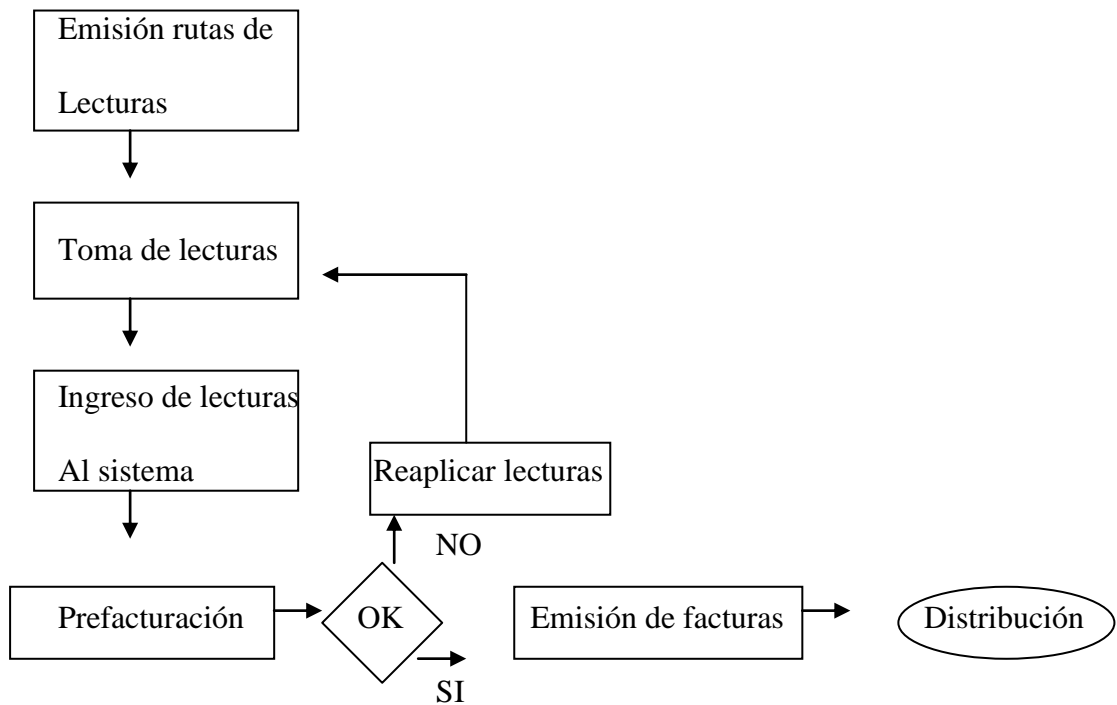 Emisión rutas de
Lecturas
Toma de lecturas
Ingreso de lecturas
Al sistema
Reaplicar lecturas
NO
Prefacturación
OK
Emisión de facturas
Distribución
SI